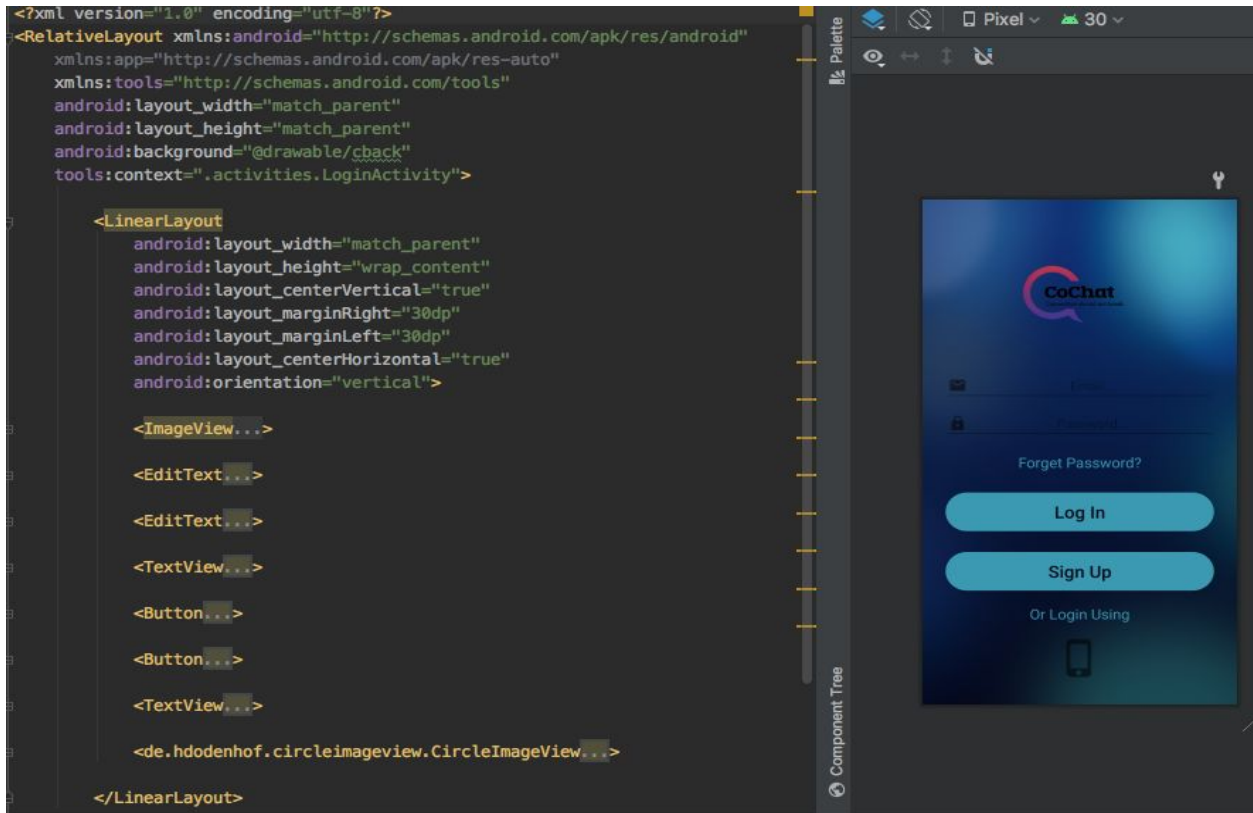 <?xml version="1.0" encoding="utf-8"?>
<RelativeLayout xmlns:android="http://schemas.android.com/apk/res/android"
xmlns:app="http://schemas.android.com/apk/res-auto"
xmlns:tools="http://schemas.android.com/tools"
android:layout_width="match_parent"
android:layout_height="match_parent"
android:background="@drawable/cback"
tools:context=".activities.LoginActivity">
<LinearLayout
android:layout_width="match_parent"
android:layout_height="wrap_content"
android:layout_centerVertical="true"
android:layout_marginRight="30dp"
android:layout_marginLeft="30dp"
android:layout_centerHorizontal="true"
android:orientation="vertical">
<ImageView...>
<EditText...>
<EditText...>
<TextView...>
<Button...>
<Button...>
<TextView...>
<de.hdodenhof.circleimageview.CircleImageView...>
</LinearLayout>
Palette
Component Tree
Pixel
30
CoChat
Email
Password
Forget Password?
Log In
Sign Up
Or Login Using